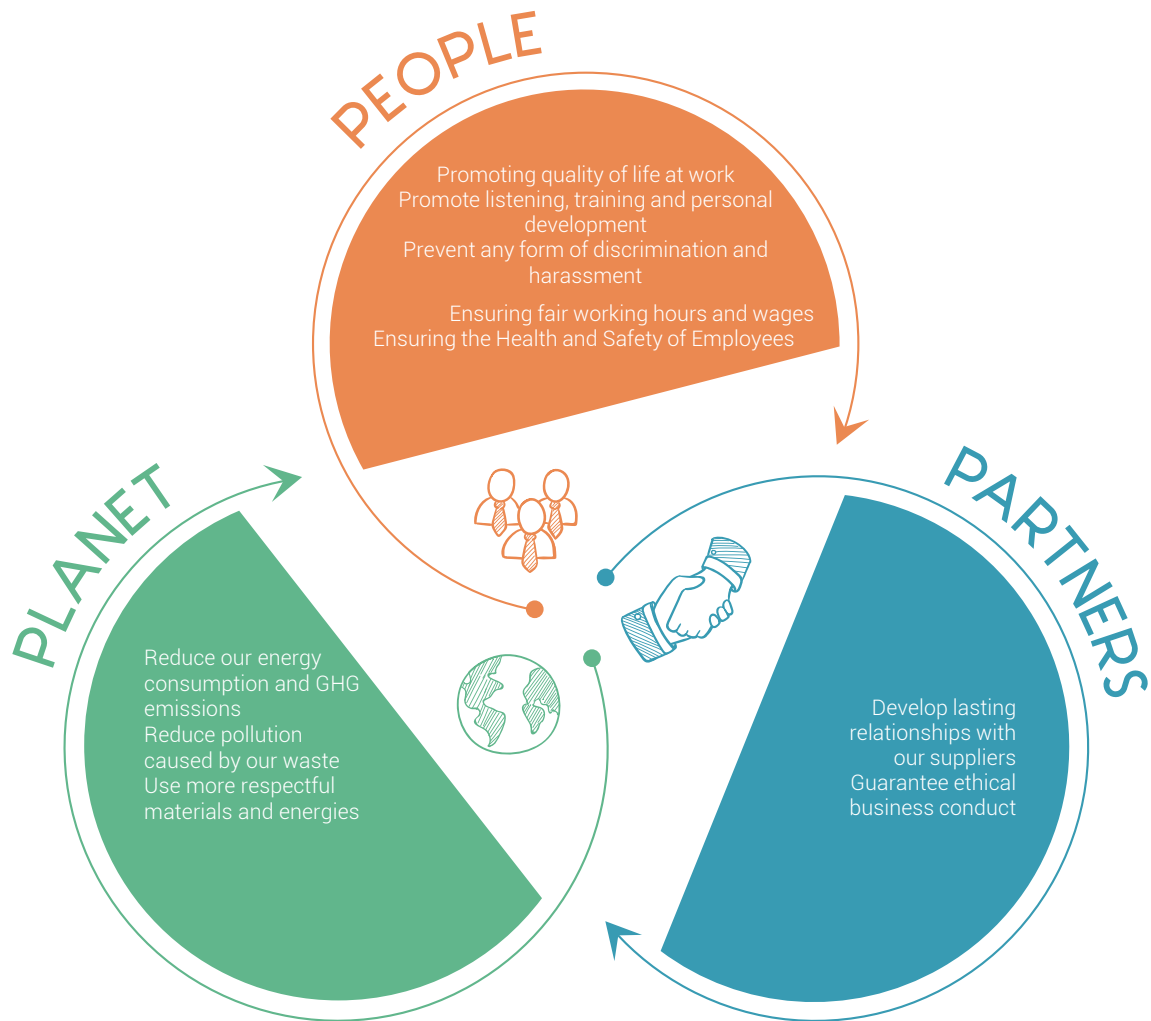 PEOPLE
Promoting quality of life at work
Promote listening, training and personal
development
Prevent any form of discrimination and
harassment
Ensuring fair working hours and wages
Ensuring the Health and Safety of Employees
PLANET
Reduce our energy
consumption and GHG
emissions
Reduce pollution
caused by our waste
Use more respectful
materials and energies
PARTNERS
Develop lasting
relationships with
our suppliers
Guarantee ethical
business conduct